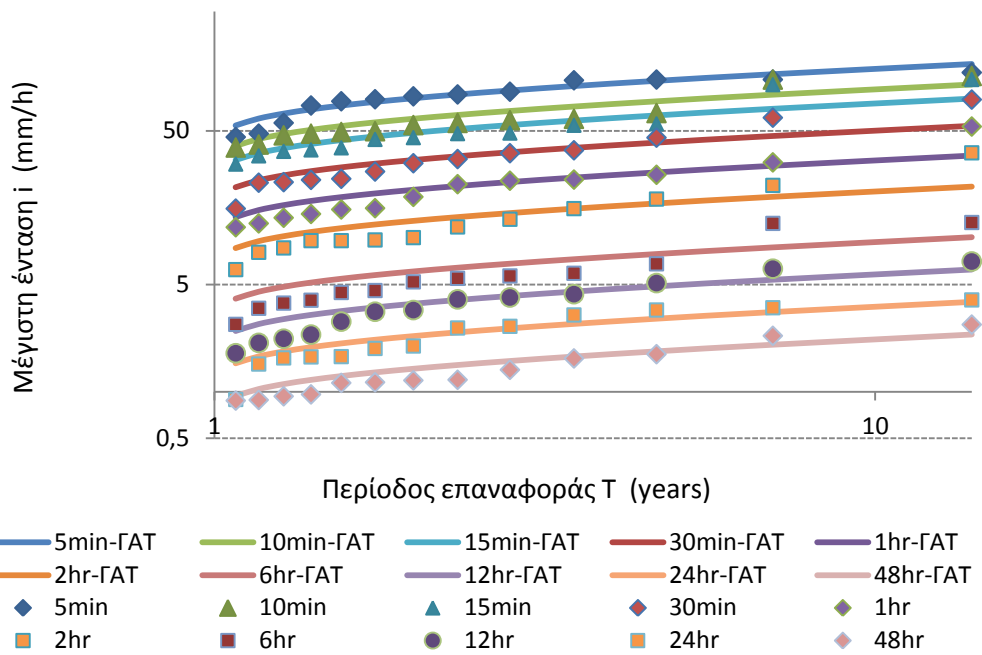 Μέγιστη ένταση i (mm/h)
50
5
0,5
1
10
Περίοδος επαναφοράς Τ (years)
5min-ΓΑΤ 10min-ΓΑΤ 15min-ΓΑΤ 30min-ΓΑΤ 1hr-ΓΑΤ
2hr-ΓΑΤ 6hr-ΓΑΤ 12hr-ΓΑΤ 24hr-ΓΑΤ 48hr-ΓΑΤ
5min 10min 15min 30min 1hr
2hr 6hr 12hr 24hr 48hr